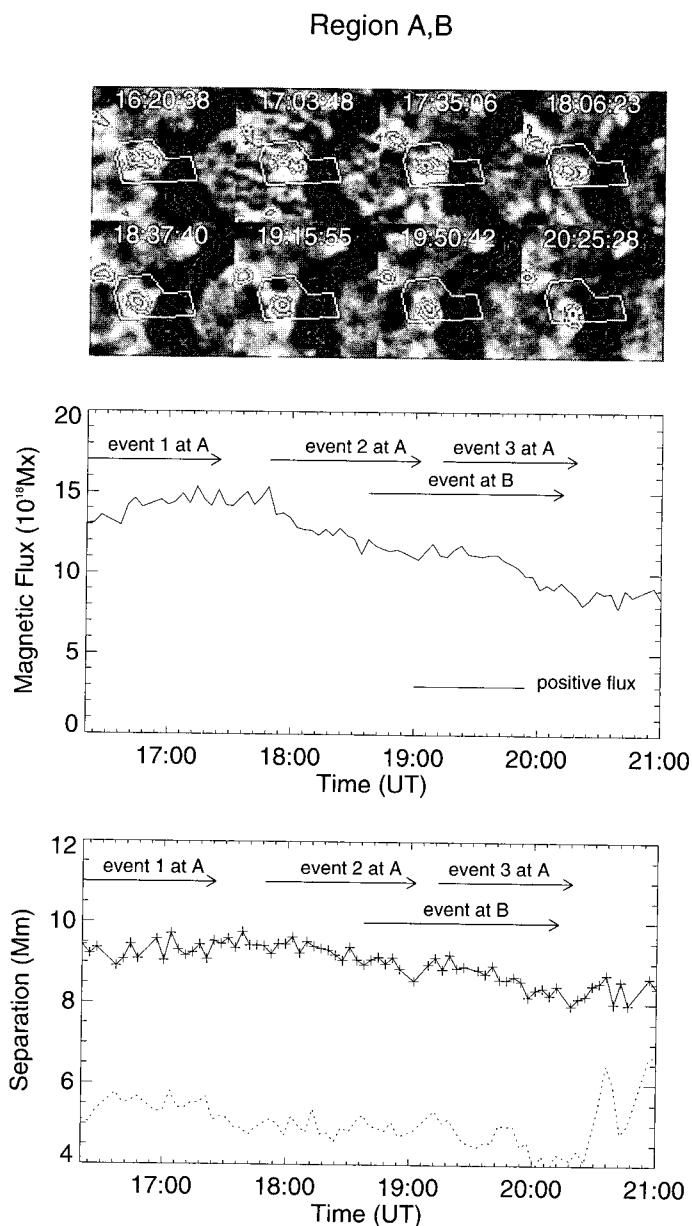 Region A,B
16:20:38 17:03:48 17:35:06 18:06:23
18:37:40 19:15:55 19:50:42 20:25:28
20
15
10
5
0
Magnetic Flux (10¹⁸Mx)
event 1 at A
event 2 at A
event 3 at A
event at B
positive flux
17:00 18:00 19:00 20:00 21:00
Time (UT)
12
10
8
6
4
Separation (Mm)
event 1 at A
event 2 at A
event 3 at A
event at B
17:00 18:00 19:00 20:00 21:00
Time (UT)